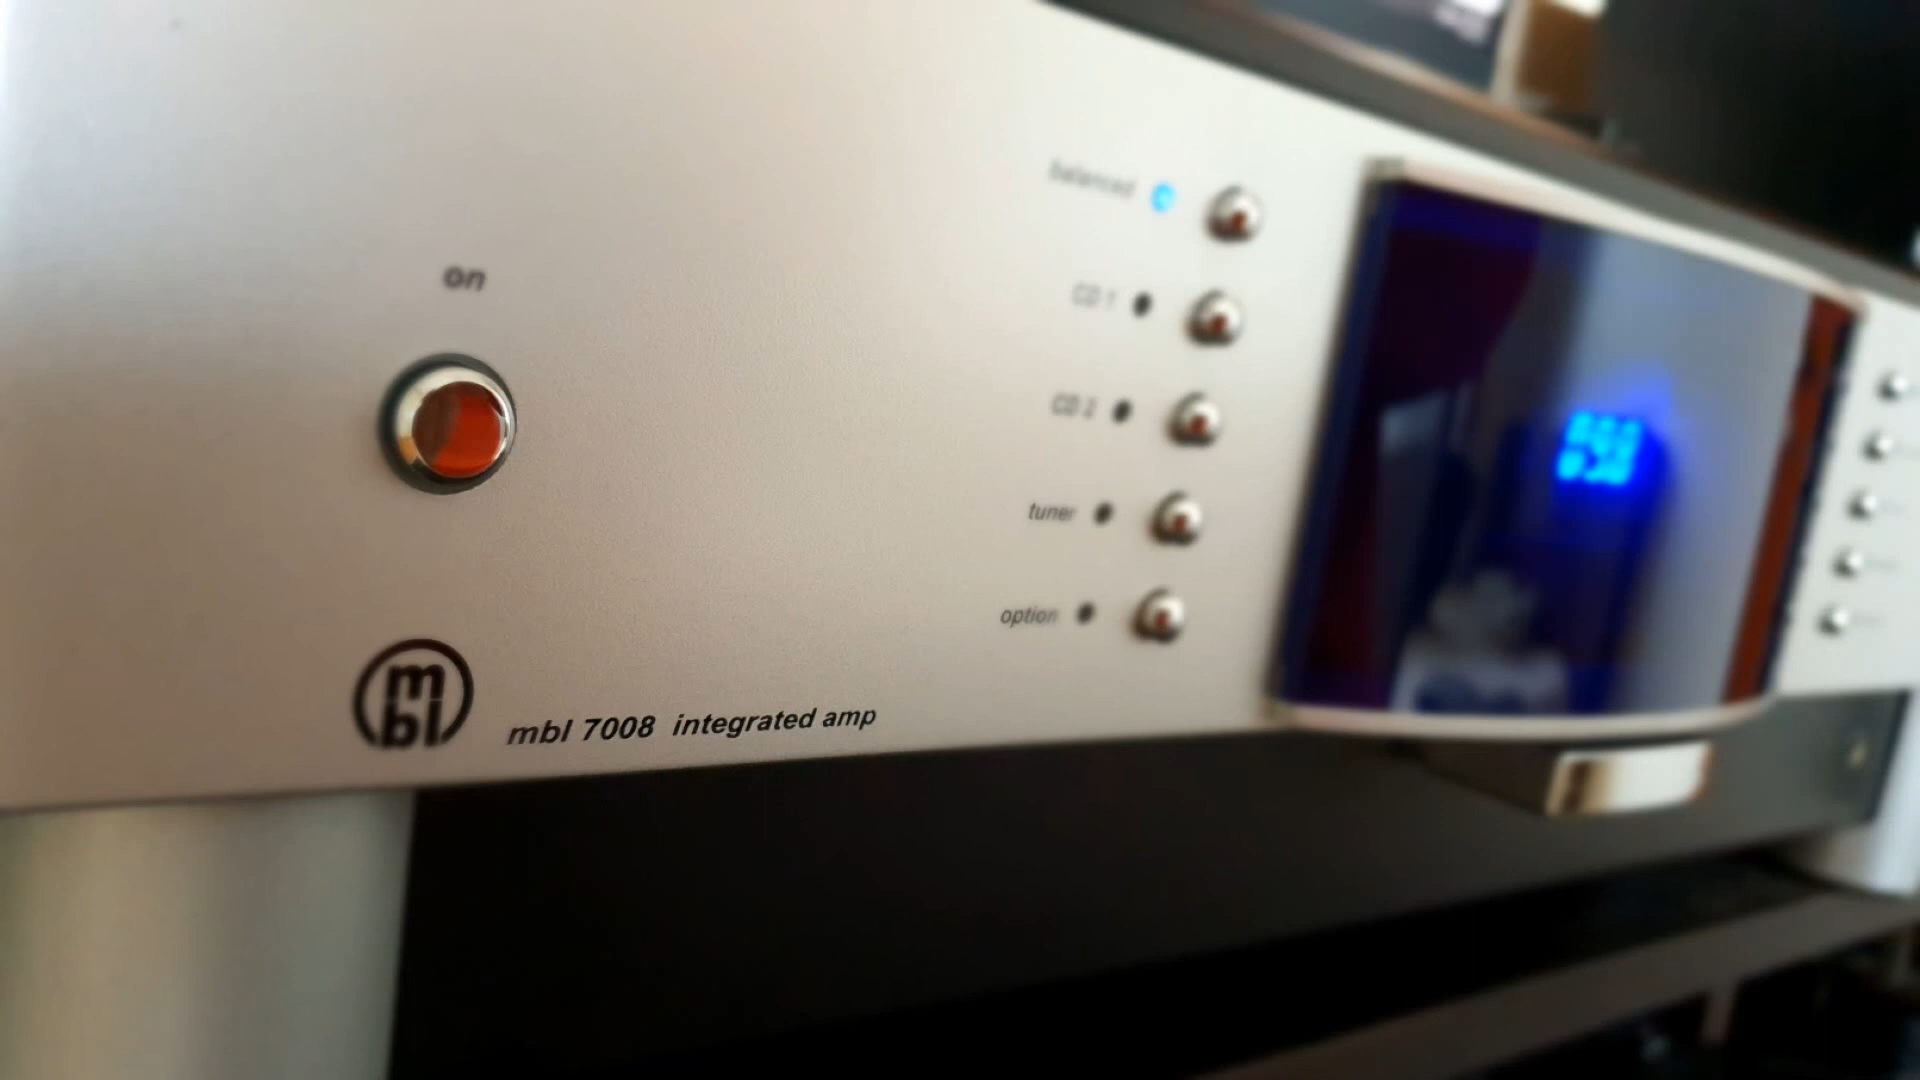 on
balanced
CD 1
CD 2
tuner
option
mbl
mbl 7008 integrated amp